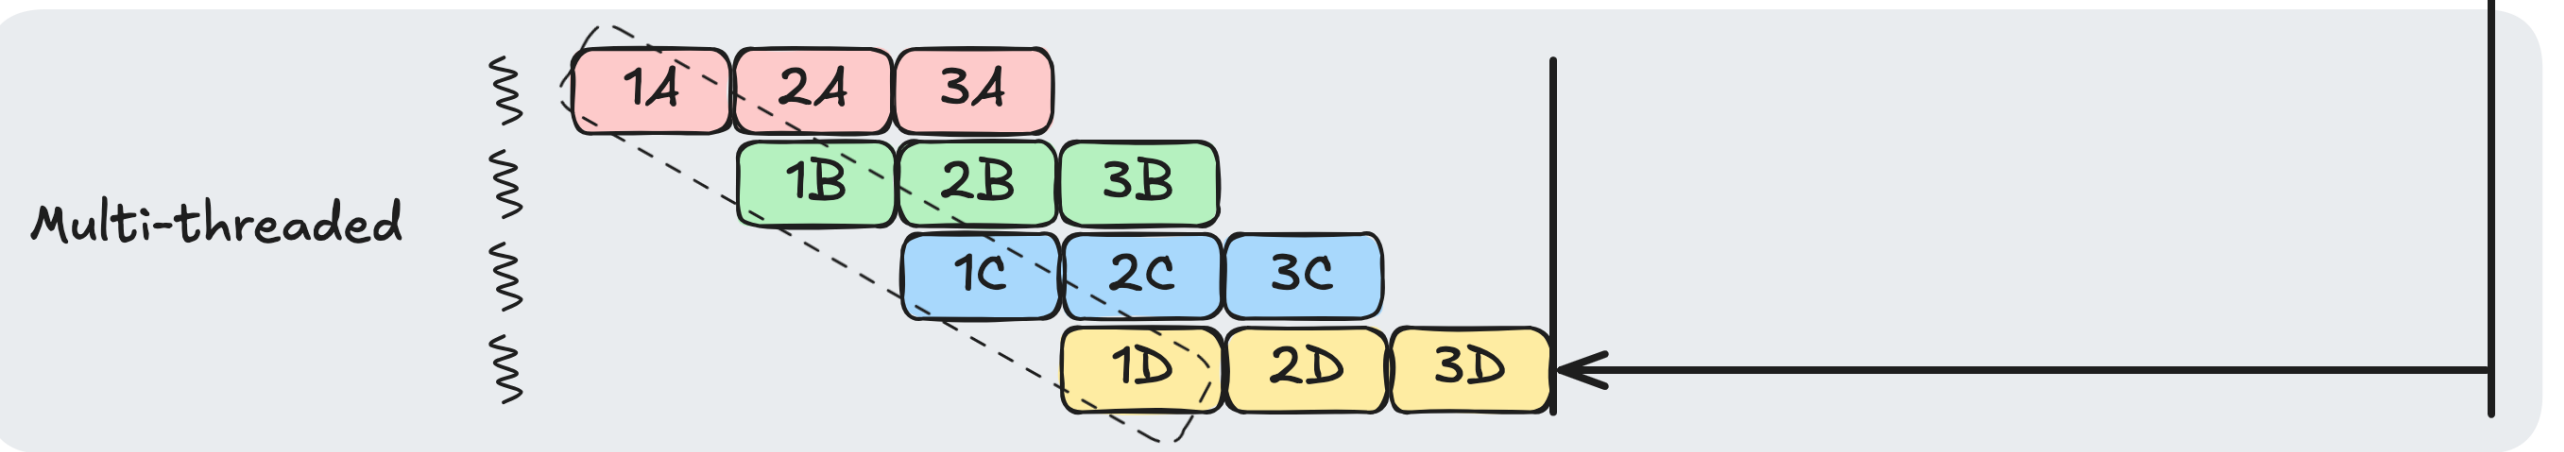 1A 2A 3A
1B 2B 3B
Multi-threaded
1C 2C 3C
1D 2D 3D